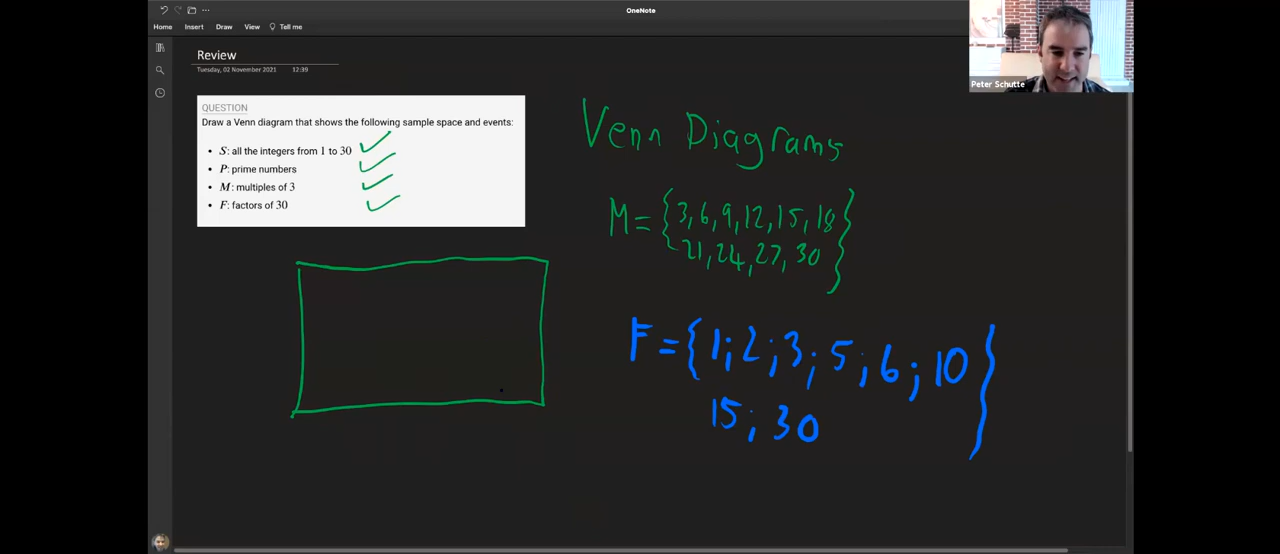 OneNote
Home Insert Draw View Tell me
Review
Tuesday, 02 November 2021 12:39
QUESTION
Draw a Venn diagram that shows the following sample space and events:
• S: all the integers from 1 to 30
• P: prime numbers
• M: multiples of 3
• F: factors of 30
Venn Diagrams
M = {3, 6, 9, 12, 15, 18
21, 24, 27, 30}
F = {1; 2; 3; 5; 6; 10
15; 30}
Peter Schutte